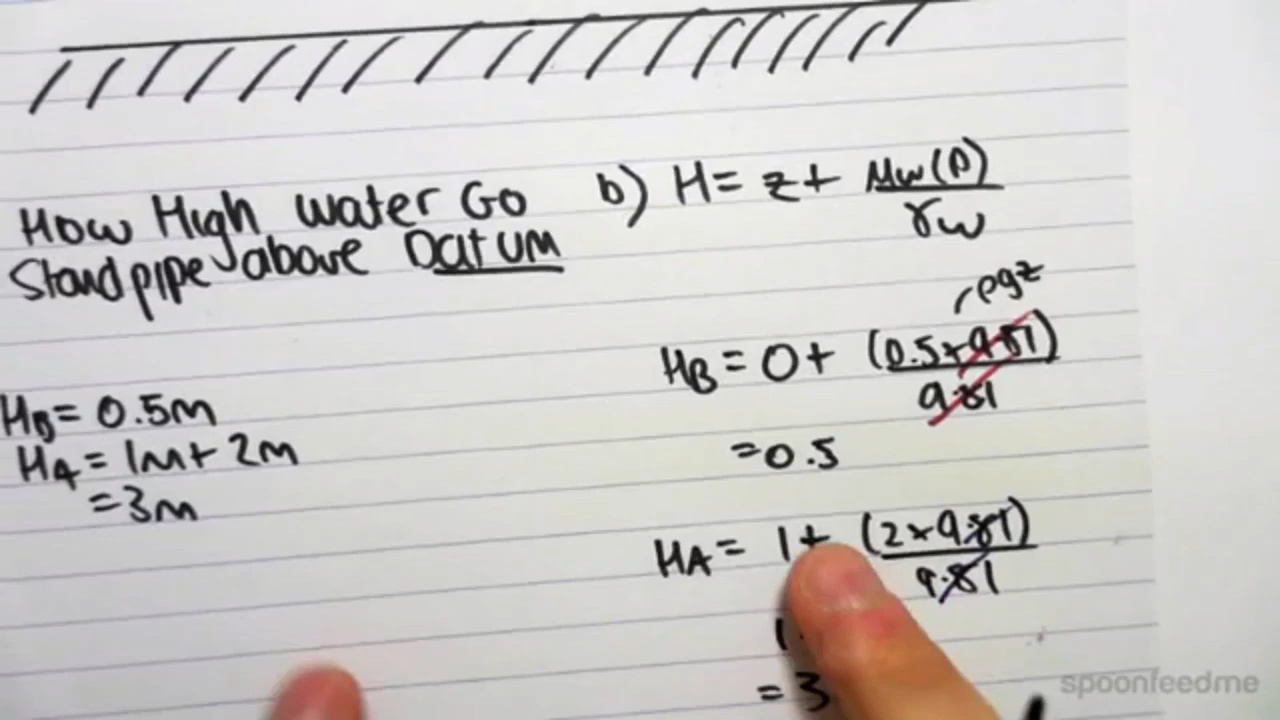 How High Water Go
Standpipe above Datum
HB = 0.5m
HA = 1m + 2m
= 3m
b) H = z + Mw(P)
γw
ρgz
HB = 0 + (0.5×9.81)
9.81
= 0.5
HA = 1 + (2×9.81)
9.81
= 3
spoonfeedme